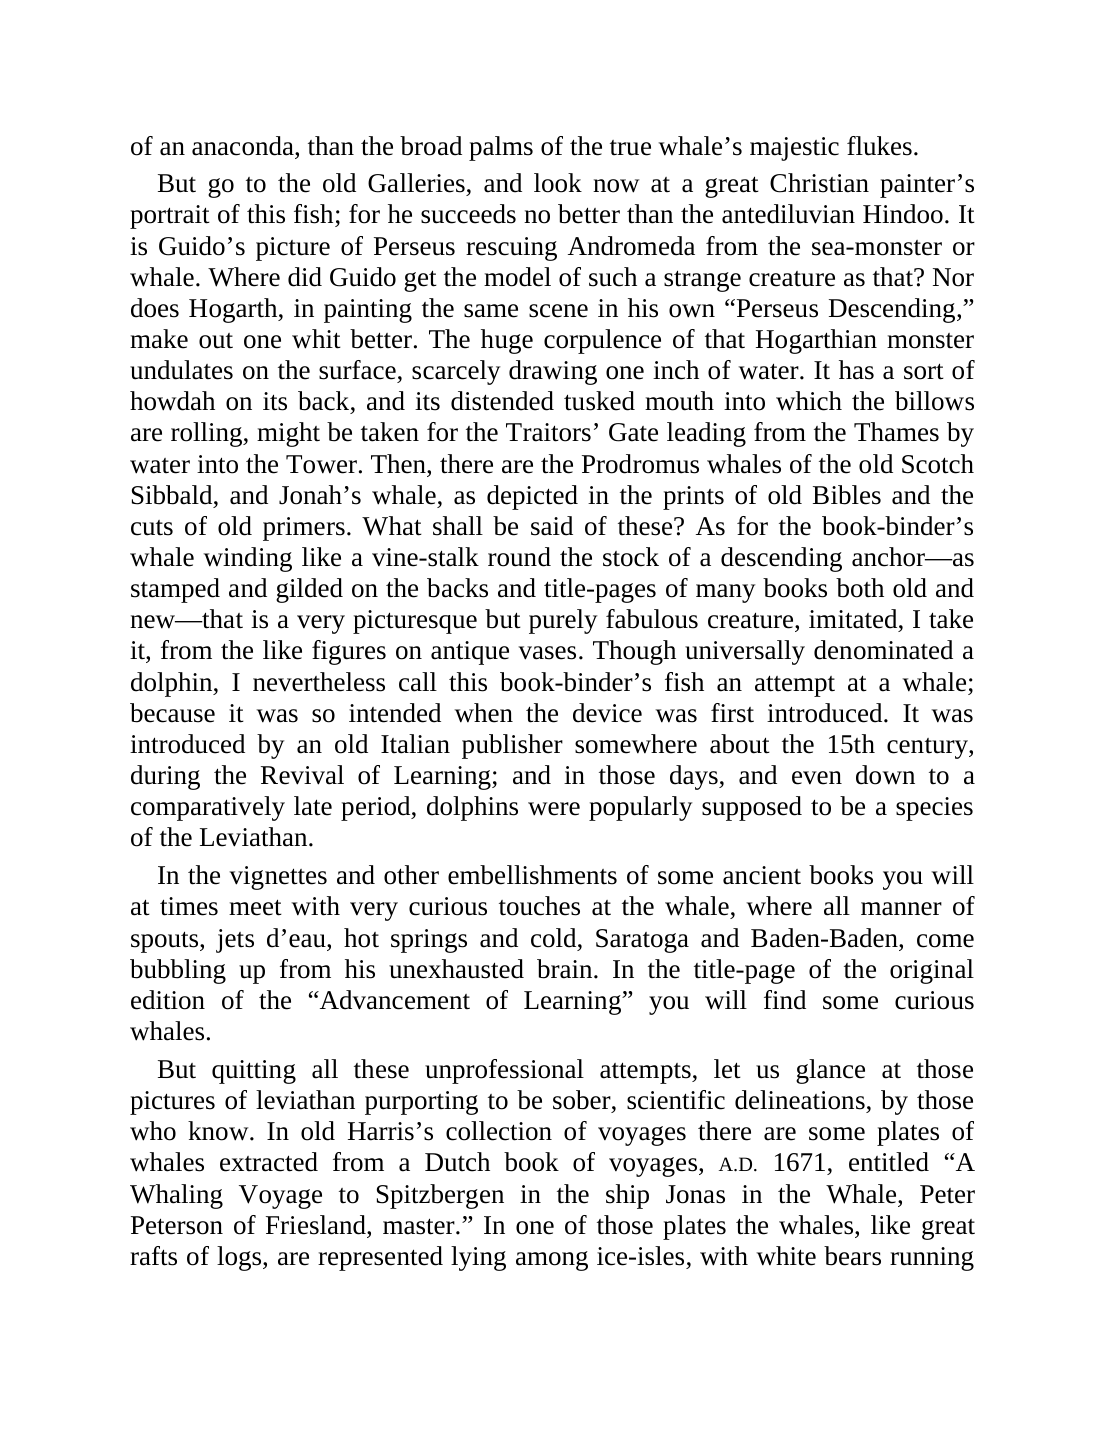 of an anaconda, than the broad palms of the true whale’s majestic flukes.
But go to the old Galleries, and look now at a great Christian painter’s
portrait of this fish; for he succeeds no better than the antediluvian Hindoo. It
is Guido’s picture of Perseus rescuing Andromeda from the sea-monster or
whale. Where did Guido get the model of such a strange creature as that? Nor
does Hogarth, in painting the same scene in his own “Perseus Descending,”
make out one whit better. The huge corpulence of that Hogarthian monster
undulates on the surface, scarcely drawing one inch of water. It has a sort of
howdah on its back, and its distended tusked mouth into which the billows
are rolling, might be taken for the Traitors’ Gate leading from the Thames by
water into the Tower. Then, there are the Prodromus whales of the old Scotch
Sibbald, and Jonah’s whale, as depicted in the prints of old Bibles and the
cuts of old primers. What shall be said of these? As for the book-binder’s
whale winding like a vine-stalk round the stock of a descending anchor—as
stamped and gilded on the backs and title-pages of many books both old and
new—that is a very picturesque but purely fabulous creature, imitated, I take
it, from the like figures on antique vases. Though universally denominated a
dolphin, I nevertheless call this book-binder’s fish an attempt at a whale;
because it was so intended when the device was first introduced. It was
introduced by an old Italian publisher somewhere about the 15th century,
during the Revival of Learning; and in those days, and even down to a
comparatively late period, dolphins were popularly supposed to be a species
of the Leviathan.
In the vignettes and other embellishments of some ancient books you will
at times meet with very curious touches at the whale, where all manner of
spouts, jets d’eau, hot springs and cold, Saratoga and Baden-Baden, come
bubbling up from his unexhausted brain. In the title-page of the original
edition of the “Advancement of Learning” you will find some curious
whales.
But quitting all these unprofessional attempts, let us glance at those
pictures of leviathan purporting to be sober, scientific delineations, by those
who know. In old Harris’s collection of voyages there are some plates of
whales extracted from a Dutch book of voyages, A.D. 1671, entitled “A
Whaling Voyage to Spitzbergen in the ship Jonas in the Whale, Peter
Peterson of Friesland, master.” In one of those plates the whales, like great
rafts of logs, are represented lying among ice-isles, with white bears running